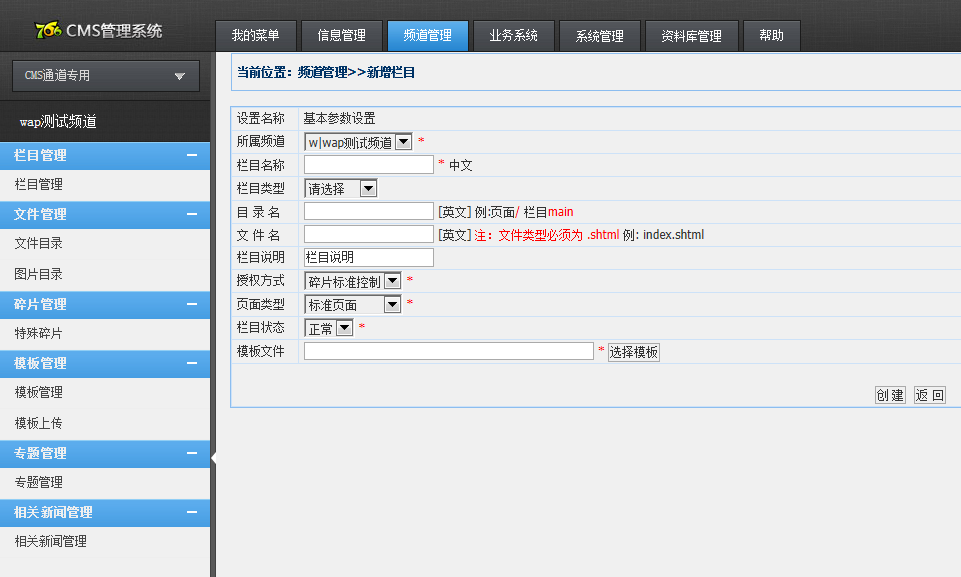 766 CMS管理系统
我的菜单 信息管理 频道管理 业务系统 系统管理 资料库管理 帮助
CMS通道专用
wap测试频道
栏目管理
栏目管理
文件管理
文件目录
图片目录
碎片管理
特殊碎片
模板管理
模板管理
模板上传
专题管理
专题管理
相关新闻管理
相关新闻管理
当前位置：频道管理>>新增栏目
设置名称 基本参数设置
所属频道 w|wap测试频道 *
栏目名称 * 中文
栏目类型 请选择
目 录 名 [英文] 例:页面/ 栏目main
文 件 名 [英文] 注：文件类型必须为 .shtml 例: index.shtml
栏目说明 栏目说明
授权方式 碎片标准控制 *
页面类型 标准页面 *
栏目状态 正常 *
模板文件 * 选择模板
创 建 返 回